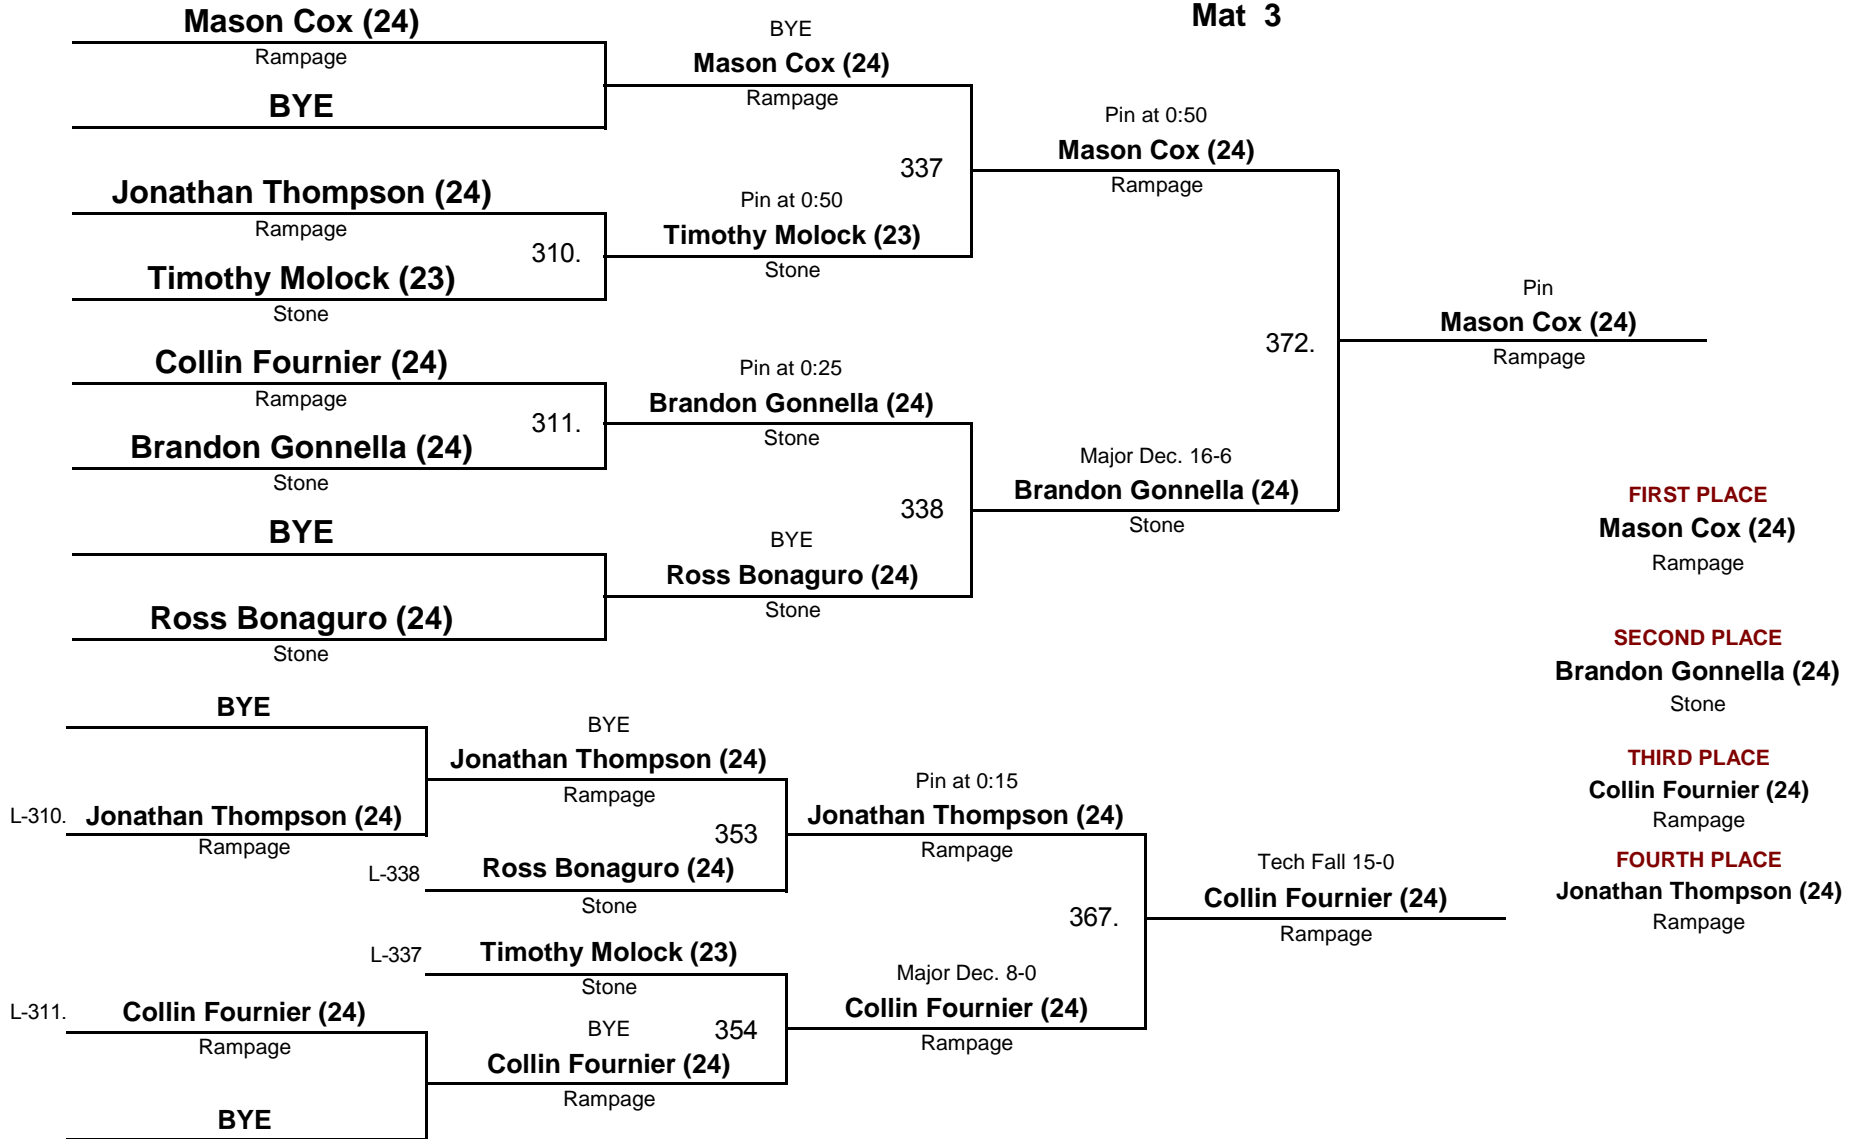 Mat 3
Mason Cox (24)
Rampage
BYE
Jonathan Thompson (24)
Rampage
310.
Timothy Molock (23)
Stone
Collin Fournier (24)
Rampage
311.
Brandon Gonnella (24)
Stone
BYE
Ross Bonaguro (24)
Stone
BYE
Mason Cox (24)
Rampage
337
Pin at 0:50
Timothy Molock (23)
Stone
Pin at 0:25
Brandon Gonnella (24)
Stone
338
BYE
Ross Bonaguro (24)
Stone
Pin at 0:50
Mason Cox (24)
Rampage
372.
Major Dec. 16-6
Brandon Gonnella (24)
Stone
Pin
Mason Cox (24)
Rampage
FIRST PLACE
Mason Cox (24)
Rampage
SECOND PLACE
Brandon Gonnella (24)
Stone
THIRD PLACE
Collin Fournier (24)
Rampage
FOURTH PLACE
Jonathan Thompson (24)
Rampage
BYE
L-310. Jonathan Thompson (24)
Rampage
L-311. Collin Fournier (24)
Rampage
BYE
BYE
Jonathan Thompson (24)
Rampage
353
L-338 Ross Bonaguro (24)
Stone
L-337 Timothy Molock (23)
Stone
BYE 354
Collin Fournier (24)
Rampage
Pin at 0:15
Jonathan Thompson (24)
Rampage
367.
Major Dec. 8-0
Collin Fournier (24)
Rampage
Tech Fall 15-0
Collin Fournier (24)
Rampage